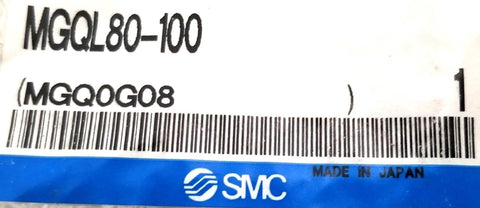 MGQL80-100
(MGQ0G08 ) 1
MADE IN JAPAN
SMC